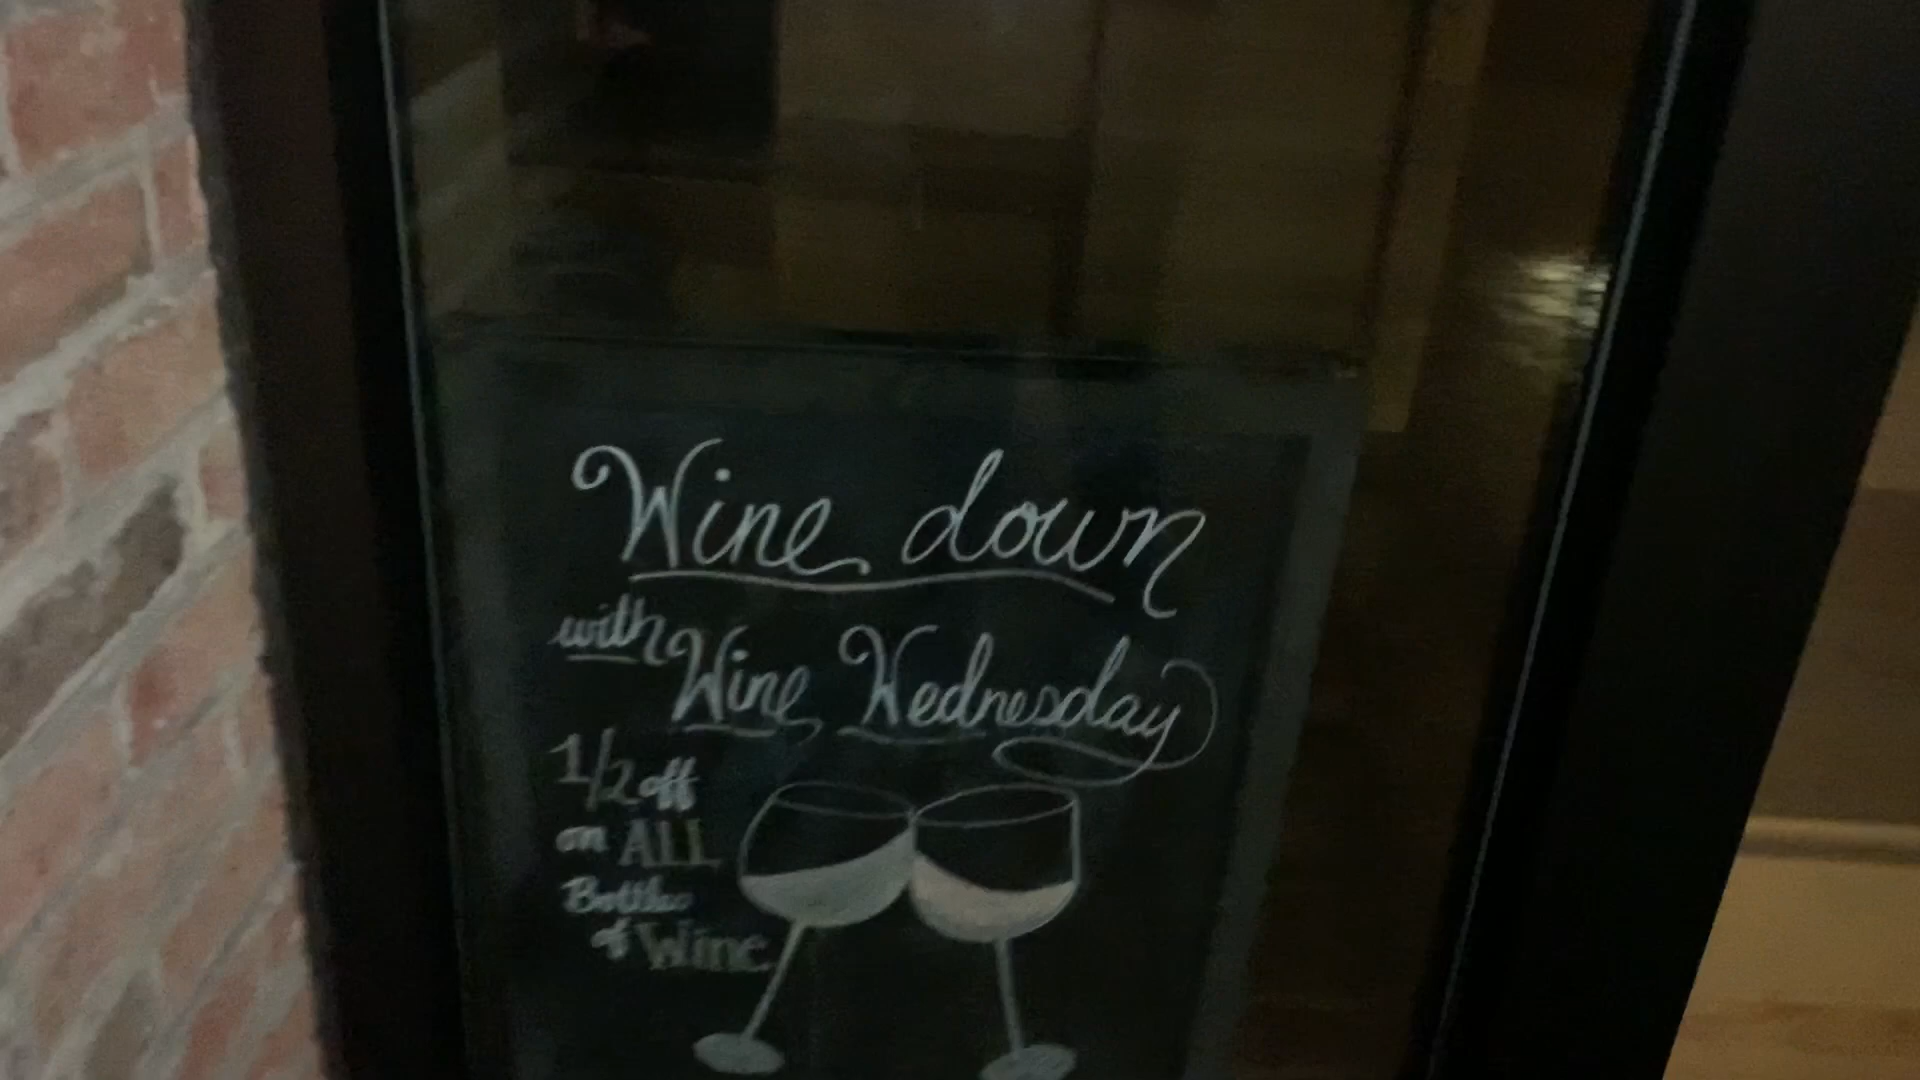 Wine down
with Wine Wednesday
1/2 off
on ALL
Bottles
of Wine